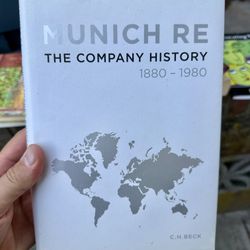 MUNICH RE
THE COMPANY HISTORY
1880 – 1980
C.H.BECK